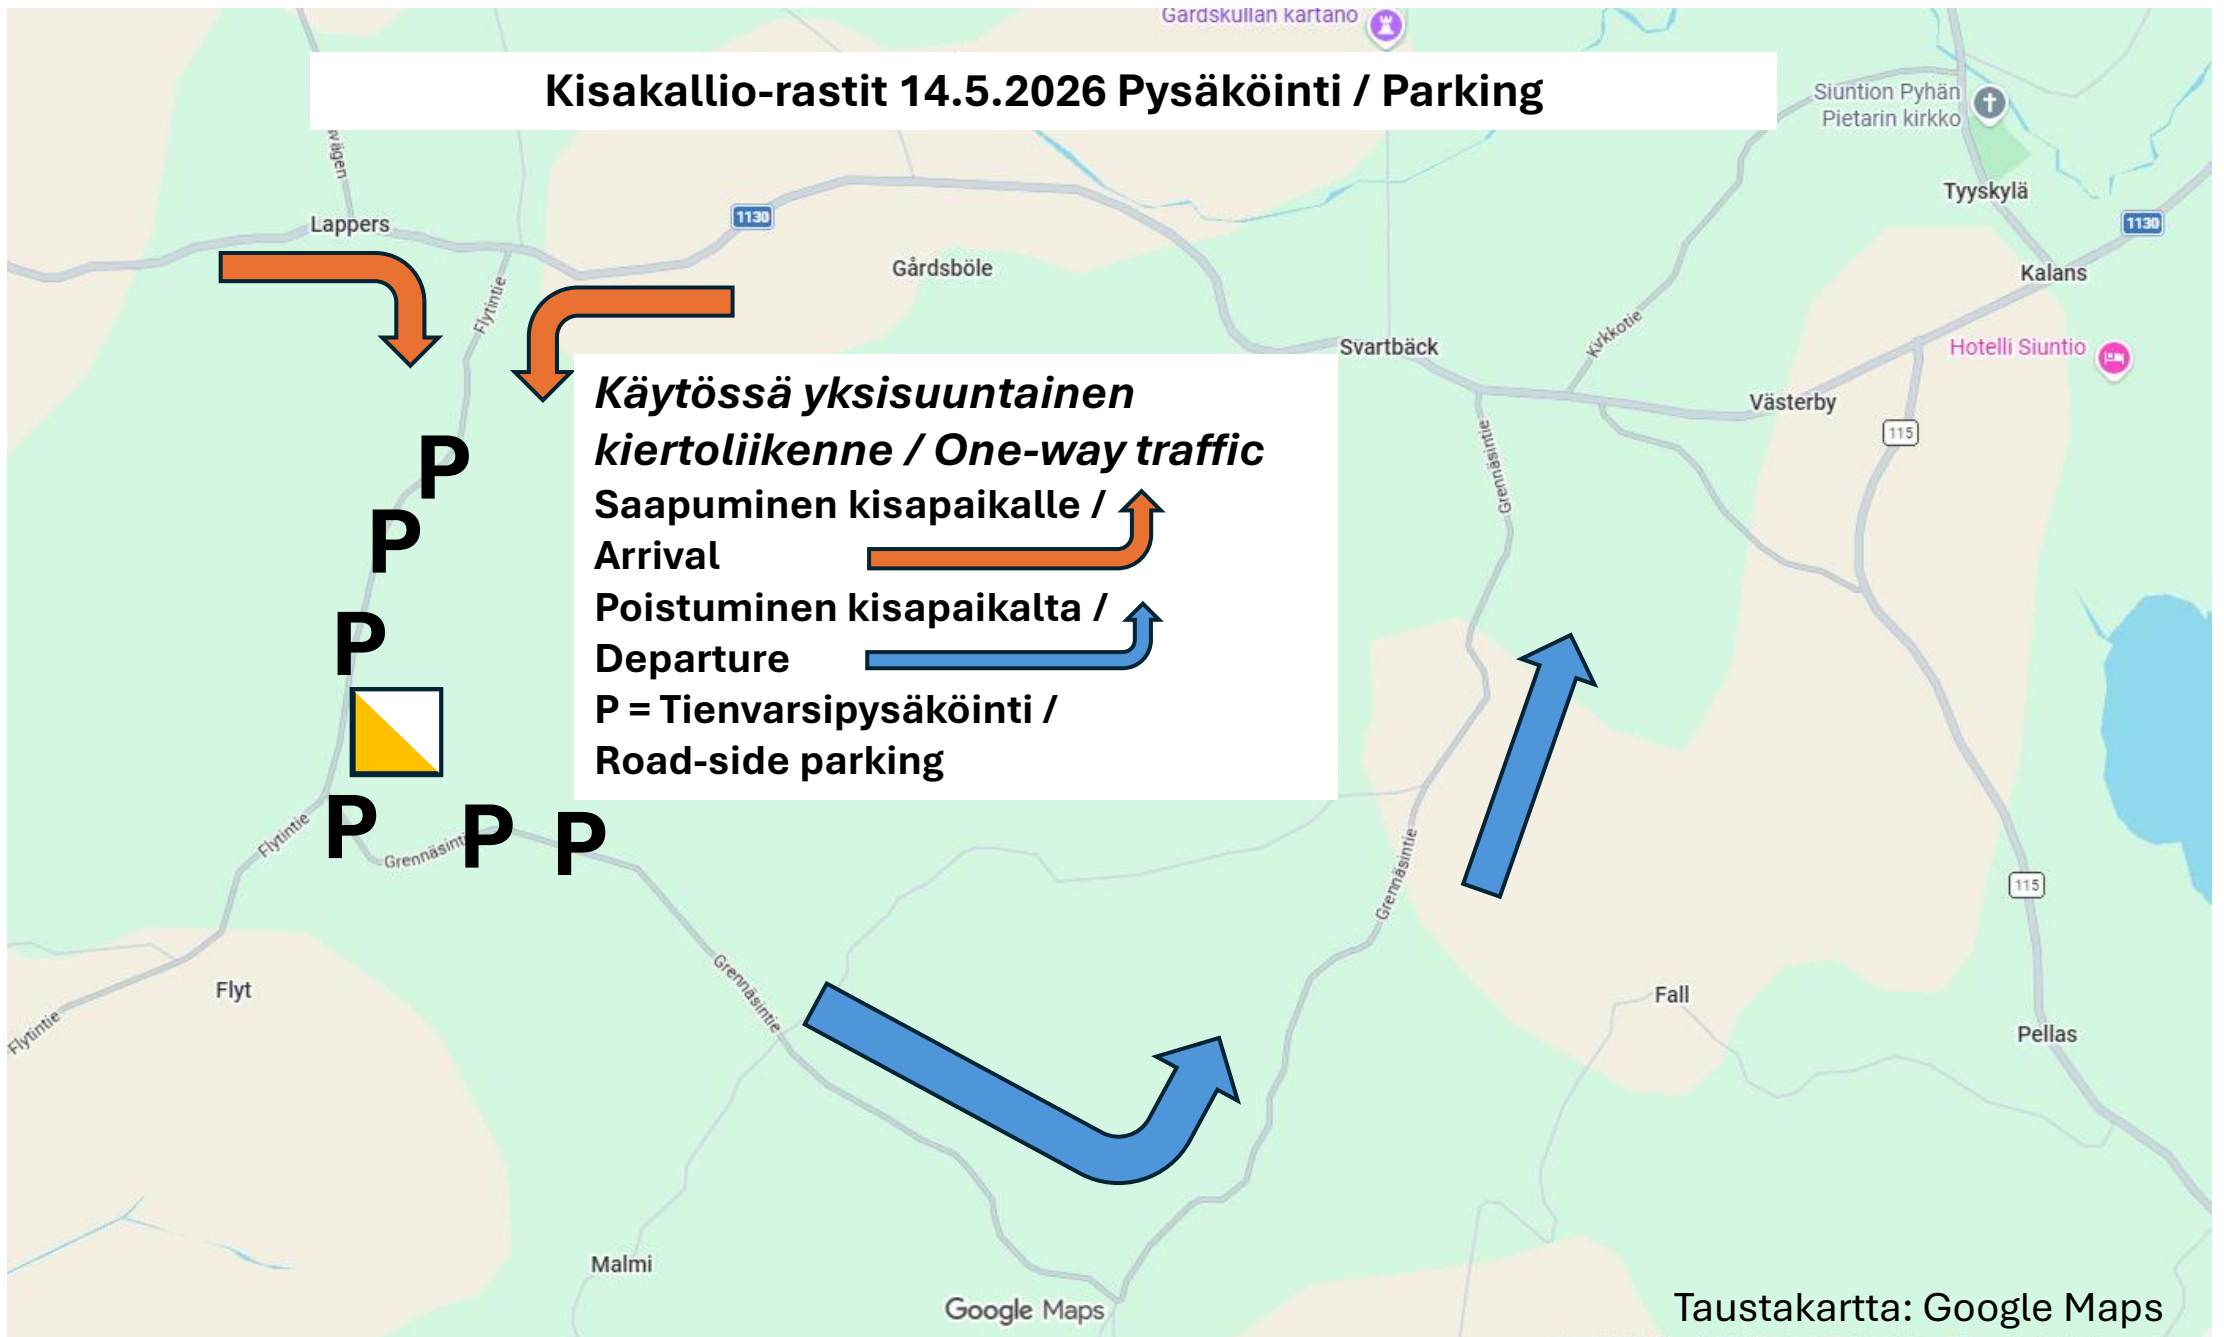 Gårdskullan kartano
Kisakallio-rastit 14.5.2026 Pysäköinti / Parking
Siuntion Pyhän
Pietarin kirkko
Tyyskylä
Lappers
1130
1130
Gårdsböle
Kalans
Flytintie
Kyrkkotie
Svartbäck
Hotelli Siuntio
Västerby
115
Käytössä yksisuuntainen
kiertoliikenne / One-way traffic
Saapuminen kisapaikalle /
Arrival
Poistuminen kisapaikalta /
Departure
P = Tienvarsipysäköinti /
Road-side parking
Grennäsintie
P
P
P
P
P
P
Flytintie
Grennäsintie
Grennäsintie
115
Flyt
Flytintie
Grennäsintie
Fall
Pellas
Malmi
Google Maps
Taustakartta: Google Maps